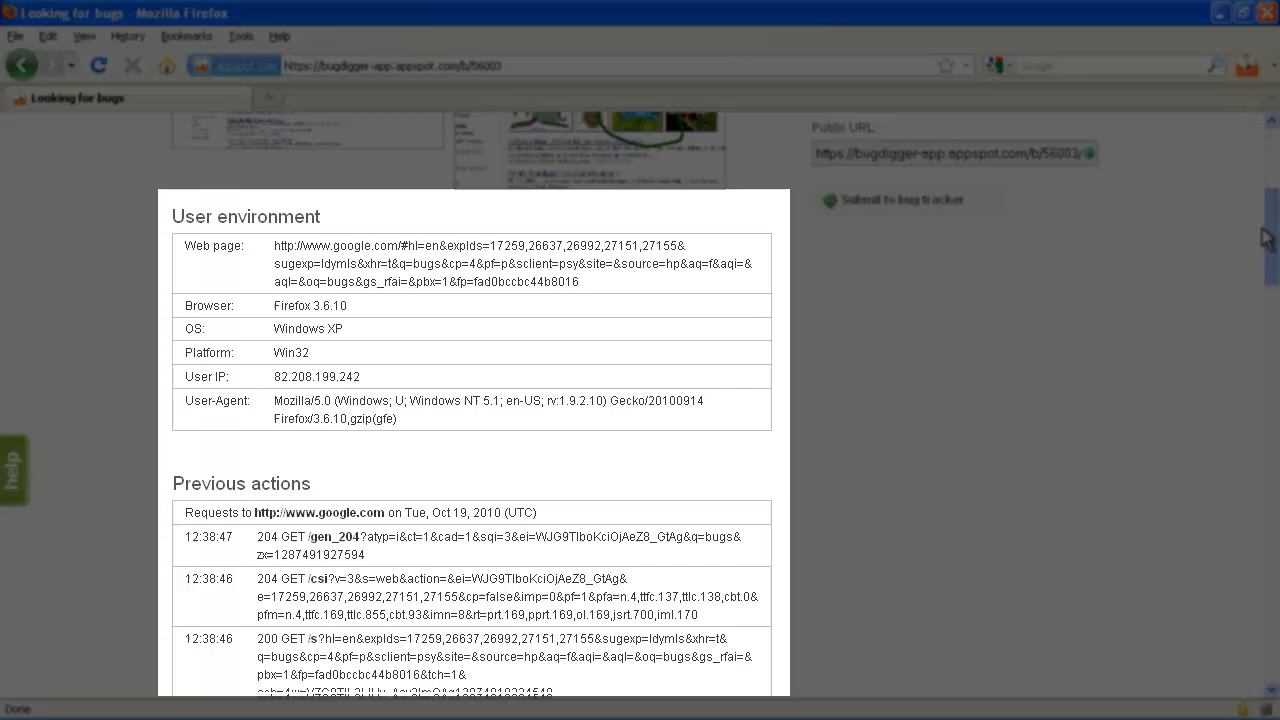 Looking for bugs - Mozilla Firefox
File Edit View History Bookmarks Tools Help
appspot.com https://bugdigger-app.appspot.com/b/56003
Google
Looking for bugs
Public URL:
https://bugdigger-app.appspot.com/b/56003/
Submit to bug tracker
help
User environment
Web page: http://www.google.com/#hl=en&expIds=17259,26637,26992,27151,27155&
sugexp=ldymls&xhr=t&q=bugs&cp=4&pf=p&sclient=psy&site=&source=hp&aq=f&aqi=&
aql=&oq=bugs&gs_rfai=&pbx=1&fp=fad0bccbc44b8016
Browser: Firefox 3.6.10
OS: Windows XP
Platform: Win32
User IP: 82.208.199.242
User-Agent: Mozilla/5.0 (Windows; U; Windows NT 5.1; en-US; rv:1.9.2.10) Gecko/20100914
Firefox/3.6.10,gzip(gfe)
Previous actions
Requests to http://www.google.com on Tue, Oct 19, 2010 (UTC)
12:38:47 204 GET /gen_204?atyp=i&ct=1&cad=1&sqi=3&ei=WJG9TIboKciOjAeZ8_GtAg&q=bugs&
zx=1287491927594
12:38:46 204 GET /csi?v=3&s=web&action=&ei=WJG9TIboKciOjAeZ8_GtAg&
e=17259,26637,26992,27151,27155&cp=false&imp=0&pf=1&pfa=n.4,ttfc.137,ttlc.138,cbt.0&
pfm=n.4,ttfc.169,ttlc.855,cbt.93&imn=8&rt=prt.169,pprt.169,ol.169,jsrt.700,iml.170
12:38:46 200 GET /s?hl=en&expIds=17259,26637,26992,27151,27155&sugexp=ldymls&xhr=t&
q=bugs&cp=4&pf=p&sclient=psy&site=&source=hp&aq=f&aqi=&aql=&oq=bugs&gs_rfai=&
pbx=1&fp=fad0bccbc44b8016&tch=1&
Done